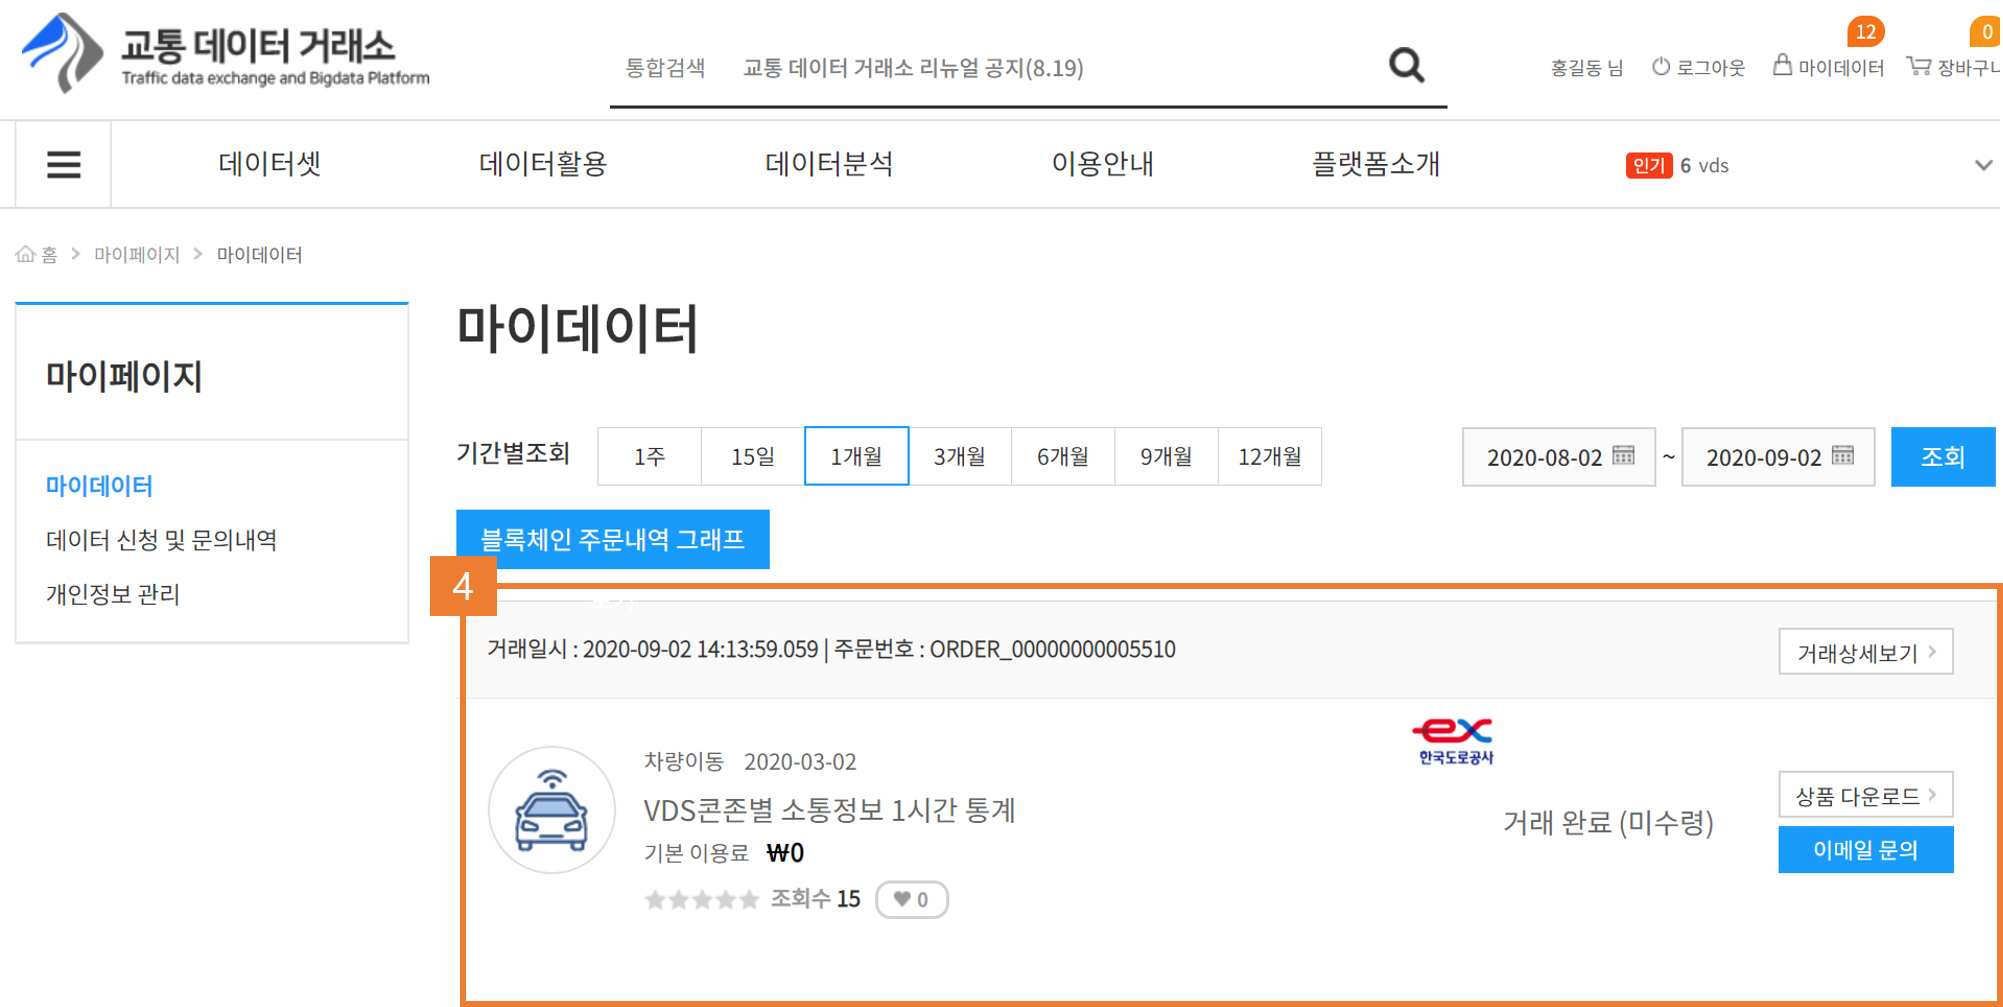 교통 데이터 거래소
Traffic data exchange and Bigdata Platform
통합검색 교통 데이터 거래소 리뉴얼 공지(8.19)
홍길동 님 로그아웃 마이데이터 12 장바구니 0
데이터셋 데이터활용 데이터분석 이용안내 플랫폼소개 인기 6 vds
홈 > 마이페이지 > 마이데이터
마이페이지
마이데이터
데이터 신청 및 문의내역
개인정보 관리
마이데이터
기간별조회 1주 15일 1개월 3개월 6개월 9개월 12개월 2020-08-02 ~ 2020-09-02 조회
블록체인 주문내역 그래프
4
거래일시 : 2020-09-02 14:13:59.059 | 주문번호 : ORDER_00000000005510 거래상세보기 >
ex
한국도로공사
차량이동 2020-03-02
VDS콘존별 소통정보 1시간 통계
기본 이용료 ₩0
조회수 15 0
거래 완료 (미수령)
상품 다운로드 >
이메일 문의